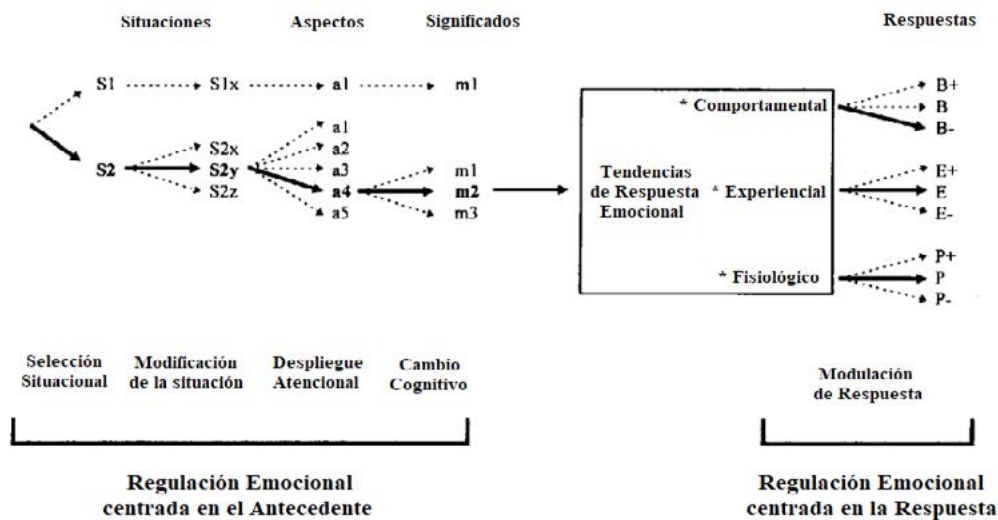 Situaciones Aspectos Significados Respuestas
S1 S1x a1 m1
S2 S2x
S2y
S2z
a1
a2
a3
a4
a5
m1
m2
m3
Tendencias
de Respuesta
Emocional
* Comportamental
* Experiencial
* Fisiológico
B+
B
B-
E+
E
E-
P+
P
P-
Selección
Situacional
Modificación
de la situación
Despliegue
Atencional
Cambio
Cognitivo
Modulación
de Respuesta
Regulación Emocional
centrada en el Antecedente
Regulación Emocional
centrada en la Respuesta